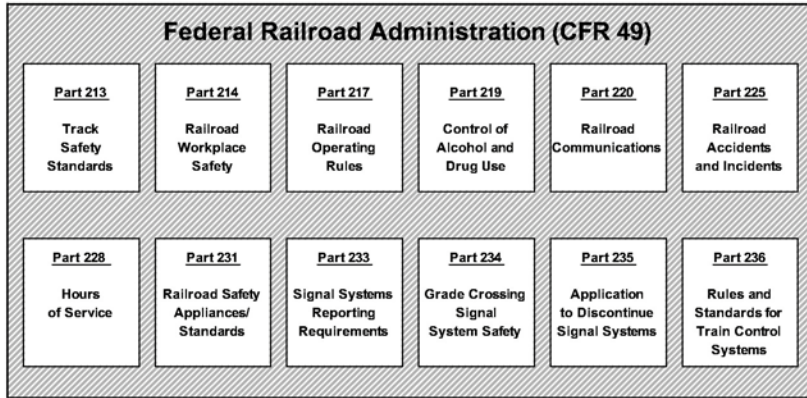 Federal Railroad Administration (CFR 49)
Part 213
Track
Safety
Standards
Part 214
Railroad
Workplace
Safety
Part 217
Railroad
Operating
Rules
Part 219
Control of
Alcohol and
Drug Use
Part 220
Railroad
Communications
Part 225
Railroad
Accidents
and Incidents
Part 228
Hours
of Service
Part 231
Railroad Safety
Appliances/
Standards
Part 233
Signal Systems
Reporting
Requirements
Part 234
Grade Crossing
Signal
System Safety
Part 235
Application
to Discontinue
Signal Systems
Part 236
Rules and
Standards for
Train Control
Systems